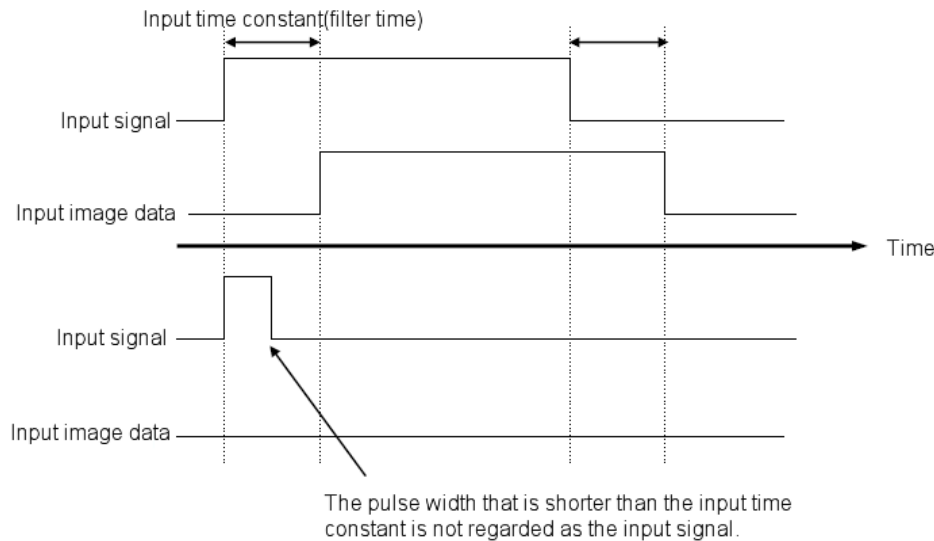 Input time constant(filter time)
Input signal
Input image data
Time
Input signal
Input image data
The pulse width that is shorter than the input time
constant is not regarded as the input signal.